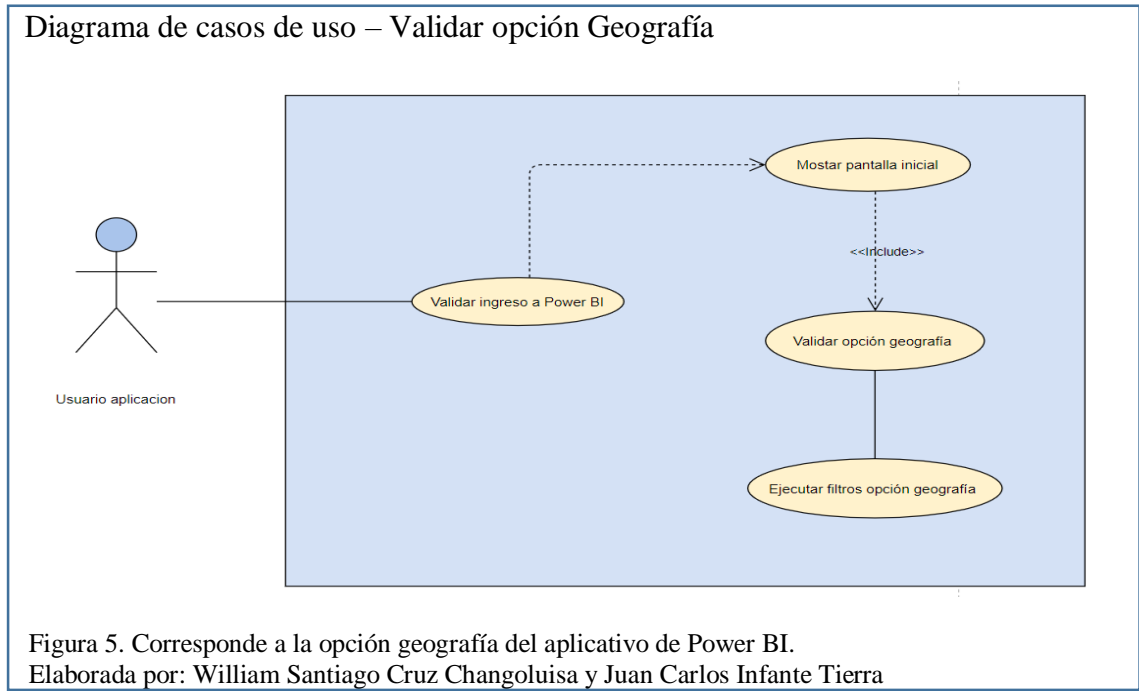 Diagrama de casos de uso – Validar opción Geografía
Mostar pantalla inicial
<<Include>>
Validar ingreso a Power BI
Validar opción geografía
Usuario aplicacion
Ejecutar filtros opción geografía
Figura 5. Corresponde a la opción geografía del aplicativo de Power BI.
Elaborada por: William Santiago Cruz Changoluisa y Juan Carlos Infante Tierra